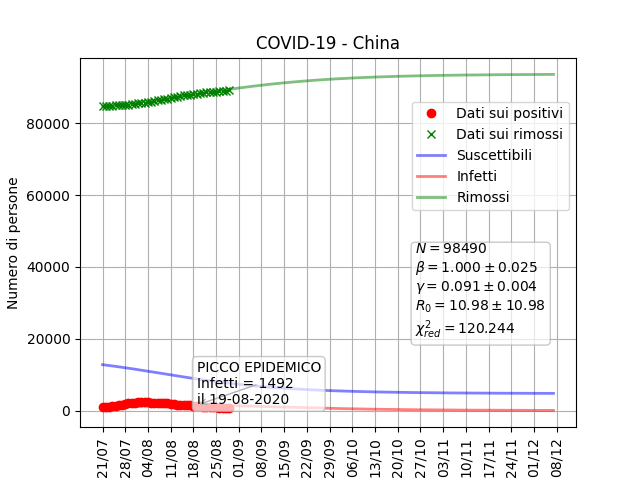 COVID-19 - China
Numero di persone
80000
60000
40000
20000
0
Dati sui positivi
Dati sui rimossi
Suscettibili
Infetti
Rimossi
N = 98490
β = 1.000 ± 0.025
γ = 0.091 ± 0.004
R₀ = 10.98 ± 10.98
χ²_red = 120.244
PICCO EPIDEMICO
Infetti = 1492
il 19-08-2020
21/07
28/07
04/08
11/08
18/08
25/08
01/09
08/09
15/09
22/09
29/09
06/10
13/10
20/10
27/10
03/11
10/11
17/11
24/11
01/12
08/12